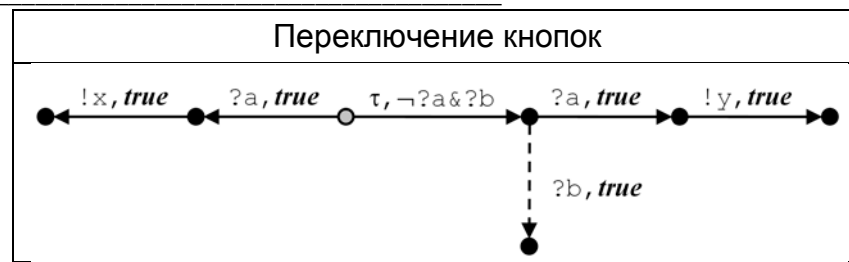 Переключение кнопок
!x,true ?a,true τ,¬?a&?b ?a,true !y,true
?b,true